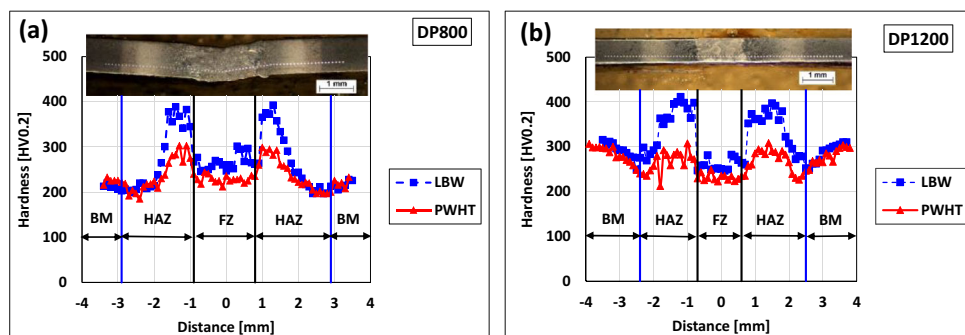 (a)
DP800
1 mm
Hardness [HV0.2]
500
400
300
200
100
0
BM HAZ FZ HAZ BM
-4 -3 -2 -1 0 1 2 3 4
Distance [mm]
LBW
PWHT
(b)
DP1200
1 mm
Hardness [HV0.2]
500
400
300
200
100
0
BM HAZ FZ HAZ BM
-4 -3 -2 -1 0 1 2 3 4
Distance [mm]
LBW
PWHT